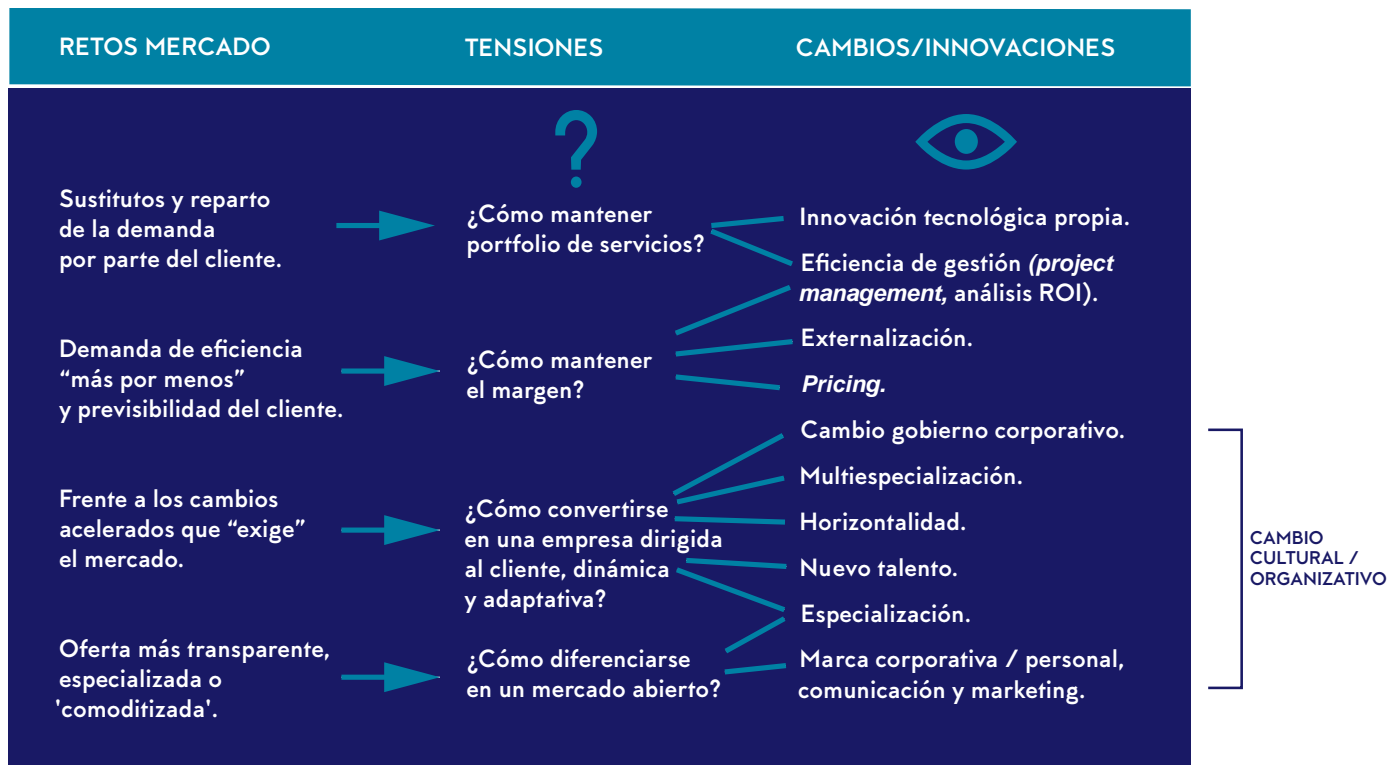 RETOS MERCADO
TENSIONES
CAMBIOS/INNOVACIONES
?
Sustitutos y reparto
de la demanda
por parte del cliente.
¿Cómo mantener
portfolio de servicios?
Innovación tecnológica propia.
Eficiencia de gestión (project
management, análisis ROI).
Demanda de eficiencia
“más por menos”
y previsibilidad del cliente.
¿Cómo mantener
el margen?
Externalización.
Pricing.
Frente a los cambios
acelerados que “exige”
el mercado.
¿Cómo convertirse
en una empresa dirigida
al cliente, dinámica
y adaptativa?
Cambio gobierno corporativo.
Multiespecialización.
Horizontalidad.
Nuevo talento.
Especialización.
Oferta más transparente,
especializada o
'comoditizada'.
¿Cómo diferenciarse
en un mercado abierto?
Marca corporativa / personal,
comunicación y marketing.
CAMBIO
CULTURAL /
ORGANIZATIVO